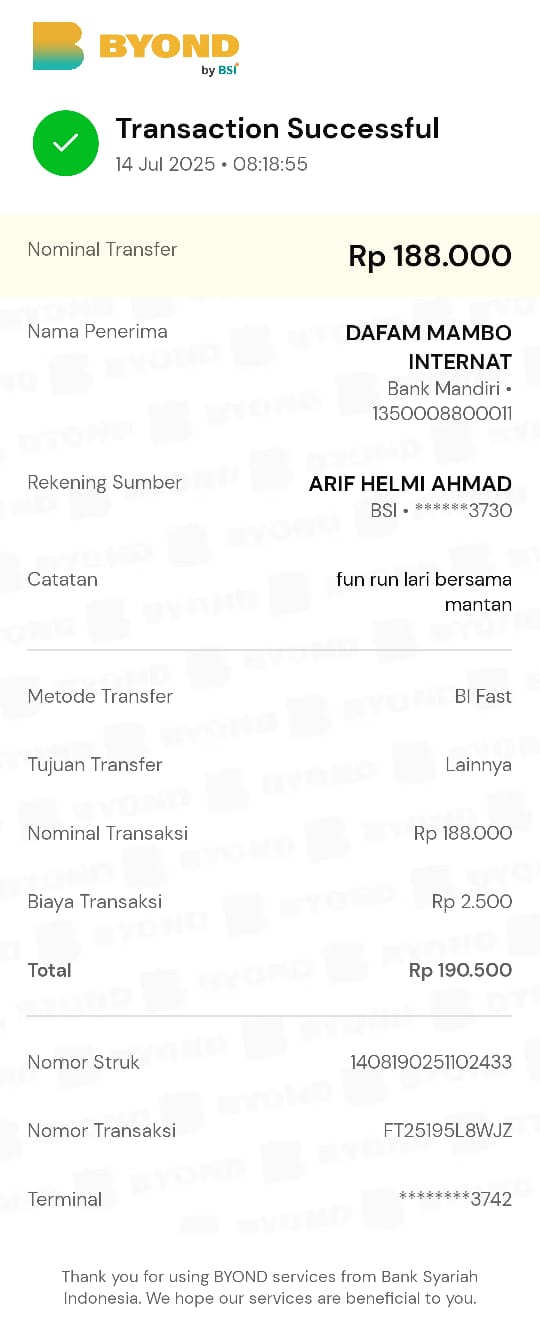 BYOND
by BSI
Transaction Successful
14 Jul 2025 • 08:18:55
Nominal Transfer
Rp 188.000
Nama Penerima
DAFAM MAMBO
INTERNAT
Bank Mandiri •
1350008800011
Rekening Sumber
ARIF HELMI AHMAD
BSI • ******3730
Catatan
fun run lari bersama
mantan
Metode Transfer
BI Fast
Tujuan Transfer
Lainnya
Nominal Transaksi
Rp 188.000
Biaya Transaksi
Rp 2.500
Total
Rp 190.500
Nomor Struk
1408190251102433
Nomor Transaksi
FT25195L8WJZ
Terminal
********3742
Thank you for using BYOND services from Bank Syariah
Indonesia. We hope our services are beneficial to you.